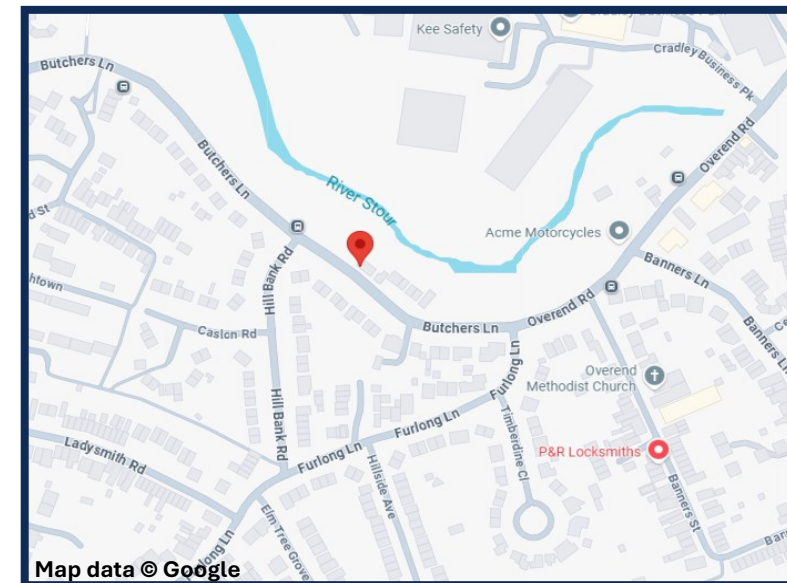 Kee Safety
Cradley Business Pk
Butchers Ln
Overend Rd
Butchers Ln
River Stour
Acme Motorcycles
Hill Bank Rd
Banners Ln
Overend Rd
Butchers Ln
Banners Ln
Furlong Ln
Overend
Methodist Church
Hill Bank Rd
Timberdine Cl
Furlong Ln
Ladysmith Rd
Furlong Ln
P&R Locksmiths
Hillside Ave
Banners St
Elm Tree Grove
Furlong Ln
Map data © Google